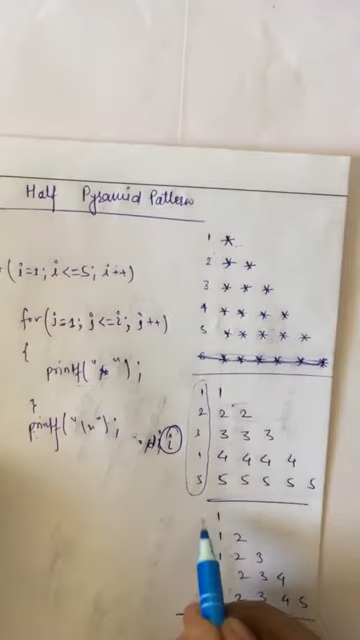 Half Pyramid Pattern
(i=1; i<=5; i++)
for(j=1; j<=i; j++)
{
printf("*");
}
printf("\n");
i
1 *
2 * *
3 * * *
4 * * * *
5 * * * * *
6 * * * * * *
1 1
2 2 2
3 3 3 3
4 4 4 4
5 5 5 5 5 5
1
1 2
1 2 3
2 3 4
2 3 4 5